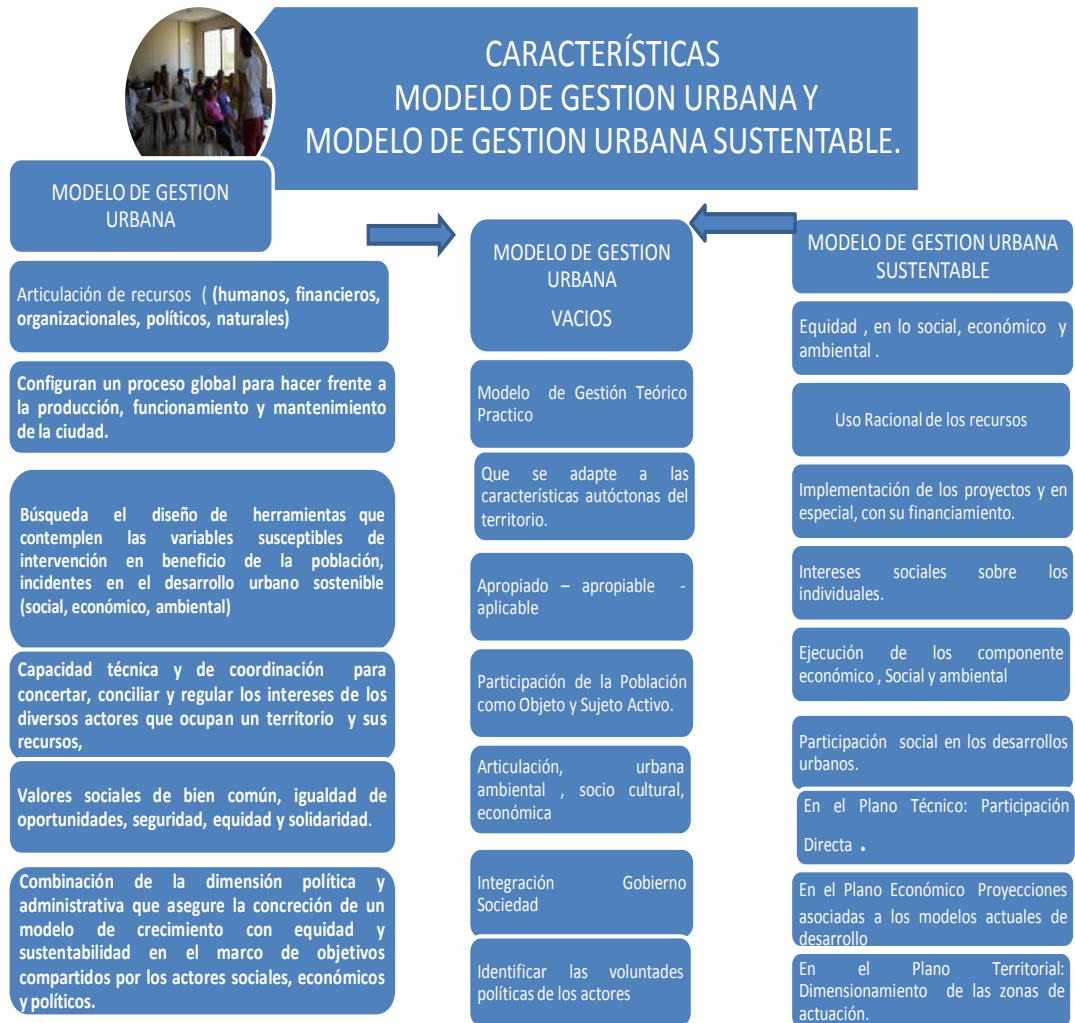 CARACTERÍSTICAS
MODELO DE GESTION URBANA Y
MODELO DE GESTION URBANA SUSTENTABLE.
MODELO DE GESTION
URBANA
Articulación de recursos ( (humanos, financieros,
organizacionales, políticos, naturales)
Configuran un proceso global para hacer frente a
la producción, funcionamiento y mantenimiento
de la ciudad.
Búsqueda el diseño de herramientas que
contemplen las variables susceptibles de
intervención en beneficio de la población,
incidentes en el desarrollo urbano sostenible
(social, económico, ambiental)
Capacidad técnica y de coordinación para
concertar, conciliar y regular los intereses de los
diversos actores que ocupan un territorio y sus
recursos,
Valores sociales de bien común, igualdad de
oportunidades, seguridad, equidad y solidaridad.
Combinación de la dimensión política y
administrativa que asegure la concreción de un
modelo de crecimiento con equidad y
sustentabilidad en el marco de objetivos
compartidos por los actores sociales, económicos
y políticos.
MODELO DE GESTION
URBANA
VACIOS
Modelo de Gestión Teórico
Practico
Que se adapte a las
características autóctonas del
territorio.
Apropiado – apropiable -
aplicable
Participación de la Población
como Objeto y Sujeto Activo.
Articulación, urbana
ambiental , socio cultural,
económica
Integración Gobierno
Sociedad
Identificar las voluntades
políticas de los actores
MODELO DE GESTION URBANA
SUSTENTABLE
Equidad , en lo social, económico y
ambiental .
Uso Racional de los recursos
Implementación de los proyectos y en
especial, con su financiamiento.
Intereses sociales sobre los
individuales.
Ejecución de los componente
económico , Social y ambiental
Participación social en los desarrollos
urbanos.
En el Plano Técnico: Participación
Directa .
En el Plano Económico Proyecciones
asociadas a los modelos actuales de
desarrollo
En el Plano Territorial:
Dimensionamiento de las zonas de
actuación.